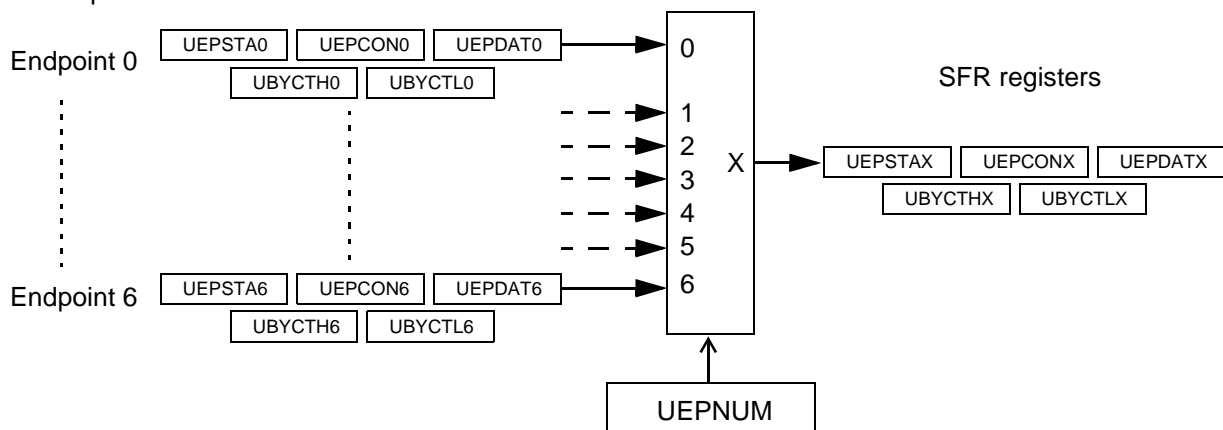 Endpoint 0
UEPSTA0 UEPCON0 UEPDAT0
UBYCTH0 UBYCTL0
0
1
2
3
4
5
6
X
SFR registers
UEPSTAX UEPCONX UEPDATX
UBYCTHX UBYCTLX
Endpoint 6
UEPSTA6 UEPCON6 UEPDAT6
UBYCTH6 UBYCTL6
UEPNUM